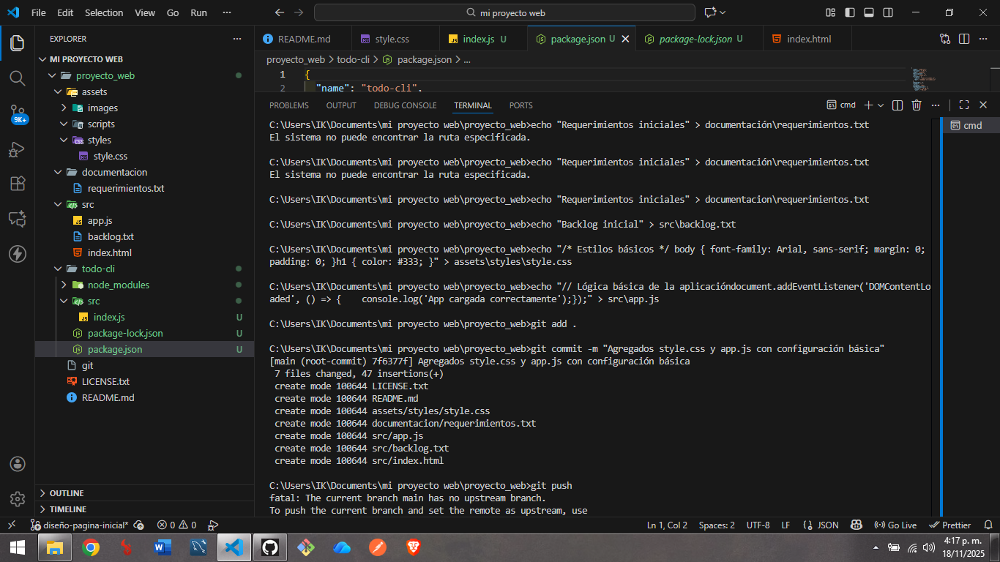 File Edit Selection View Go Run ···
mi proyecto web
EXPLORER ···
MI PROYECTO WEB
proyecto_web
assets
images
scripts
styles
style.css
documentacion
requerimientos.txt
src
app.js
backlog.txt
index.html
todo-cli
node_modules
src
index.js U
package-lock.json U
package.json U
git
LICENSE.txt
README.md
OUTLINE
TIMELINE
9K+
README.md style.css index.js U package.json U package-lock.json U index.html ···
proyecto_web > todo-cli > package.json > ...
1 {
2 "name": "todo-cli",
PROBLEMS OUTPUT DEBUG CONSOLE TERMINAL PORTS cmd ···
cmd
C:\Users\IK\Documents\mi proyecto web\proyecto_web>echo "Requerimientos iniciales" > documentación\requerimientos.txt
El sistema no puede encontrar la ruta especificada.
C:\Users\IK\Documents\mi proyecto web\proyecto_web>echo "Requerimientos iniciales" > documentación\requerimientos.txt
El sistema no puede encontrar la ruta especificada.
C:\Users\IK\Documents\mi proyecto web\proyecto_web>echo "Requerimientos iniciales" > documentacion\requerimientos.txt
C:\Users\IK\Documents\mi proyecto web\proyecto_web>echo "Backlog inicial" > src\backlog.txt
C:\Users\IK\Documents\mi proyecto web\proyecto_web>echo "/* Estilos básicos */ body { font-family: Arial, sans-serif; margin: 0;
padding: 0; }h1 { color: #333; }" > assets\styles\style.css
C:\Users\IK\Documents\mi proyecto web\proyecto_web>echo "// Lógica básica de la aplicacióndocument.addEventListener('DOMContentLo
aded', () => {    console.log('App cargada correctamente');});" > src\app.js
C:\Users\IK\Documents\mi proyecto web\proyecto_web>git add .
C:\Users\IK\Documents\mi proyecto web\proyecto_web>git commit -m "Agregados style.css y app.js con configuración básica"
[main (root-commit) 7f6377f] Agregados style.css y app.js con configuración básica
7 files changed, 47 insertions(+)
create mode 100644 LICENSE.txt
create mode 100644 README.md
create mode 100644 assets/styles/style.css
create mode 100644 documentacion/requerimientos.txt
create mode 100644 src/app.js
create mode 100644 src/backlog.txt
create mode 100644 src/index.html
C:\Users\IK\Documents\mi proyecto web\proyecto_web>git push
fatal: The current branch main has no upstream branch.
To push the current branch and set the remote as upstream, use
diseño-pagina-inicial* 0 0 Ln 1, Col 2 Spaces: 2 UTF-8 LF {} JSON Go Live Prettier
4:17 p. m.
18/11/2025